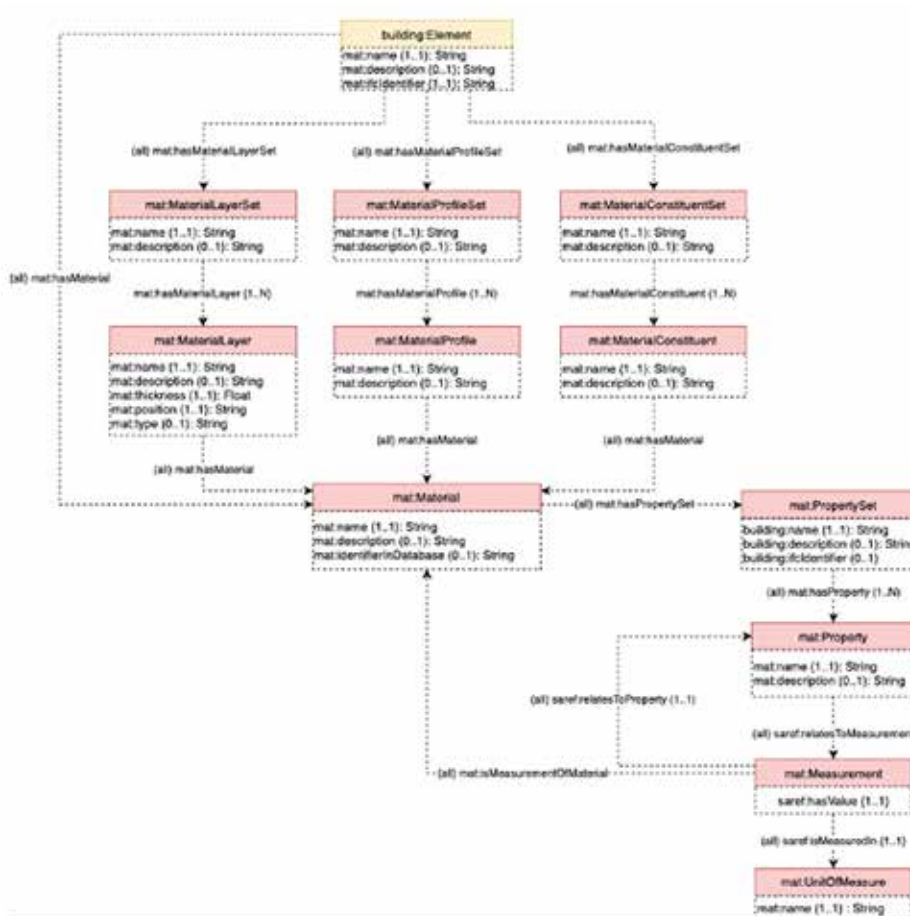 building:Element
mat:name (1..1): String
mat:description (0..1): String
mat:ifcIdentifier (1..1): String
(all) mat:hasMaterialLayerSet
(all) mat:hasMaterialProfileSet
(all) mat:hasMaterialConstituentSet
mat:MaterialLayerSet
mat:name (1..1): String
mat:description (0..1): String
mat:MaterialProfileSet
mat:name (1..1): String
mat:description (0..1): String
mat:MaterialConstituentSet
mat:name (1..1): String
mat:description (0..1): String
(all) mat:hasMaterial
mat:hasMaterialLayer (1..N)
mat:hasMaterialProfile (1..N)
mat:hasMaterialConstituent (1..N)
mat:MaterialLayer
mat:name (1..1): String
mat:description (0..1): String
mat:thickness (1..1): Float
mat:position (1..1): String
mat:type (0..1): String
mat:MaterialProfile
mat:name (1..1): String
mat:description (0..1): String
mat:MaterialConstituent
mat:name (1..1): String
mat:description (0..1): String
(all) mat:hasMaterial
(all) mat:hasMaterial
(all) mat:hasMaterial
mat:Material
mat:name (1..1): String
mat:description (0..1): String
mat:identifierInDatabase (0..1): String
(all) mat:hasPropertySet
mat:PropertySet
building:name (1..1): String
building:description (0..1): String
building:ifcIdentifier (0..1)
(all) mat:hasProperty (1..N)
mat:Property
mat:name (1..1): String
mat:description (0..1): String
(all) saref:relatesToProperty (1..1)
(all) saref:relatesToMeasurement
(all) mat:isMeasurementOfMaterial
mat:Measurement
saref:hasValue (1..1)
(all) saref:isMeasuredIn (1..1)
mat:UnitOfMeasure
mat:name (1..1) : String